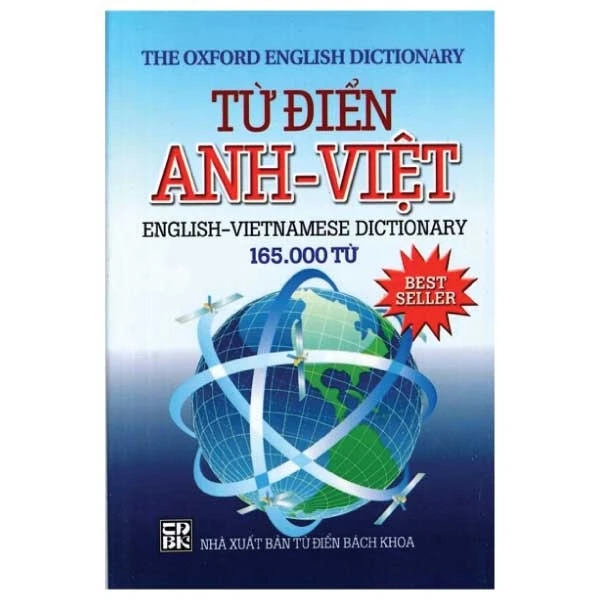 THE OXFORD ENGLISH DICTIONARY
TỪ ĐIỂN
ANH-VIỆT
ENGLISH-VIETNAMESE DICTIONARY
165.000 TỪ
BEST
SELLER
NHÀ XUẤT BẢN TỪ ĐIỂN BÁCH KHOA